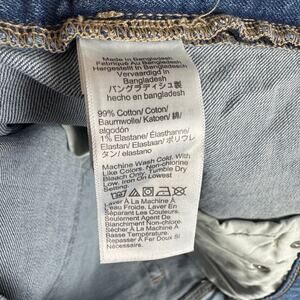 Made in Bangladesh
Fabriqué Au Bangladesh
Hergestellt In Bangladesh
Vervaardigd In
Bangladesh
バングラディシュ製
hecho en bangladesh
99% Cotton/ Coton/
Baumwolle/ Katoen/ 綿/
algodón
1% Elastane/ Élasthanne/
Elastan/ Elastaan/ ポリウレ
タン/ elastano
Machine Wash Cold. With
Like Colors. Non-chlorine
Bleach Only. Tumble Dry
Low. Iron On Lowest
Setting.
Laver À La Machine À
L'eau Froide. Laver En
Séparant Les Couleurs.
Seulement Agent De
Blanchiment Non-chlore.
Sécher À La Machine À
Basse Température.
Repasser À Fer Doux Si
Nécessaire.